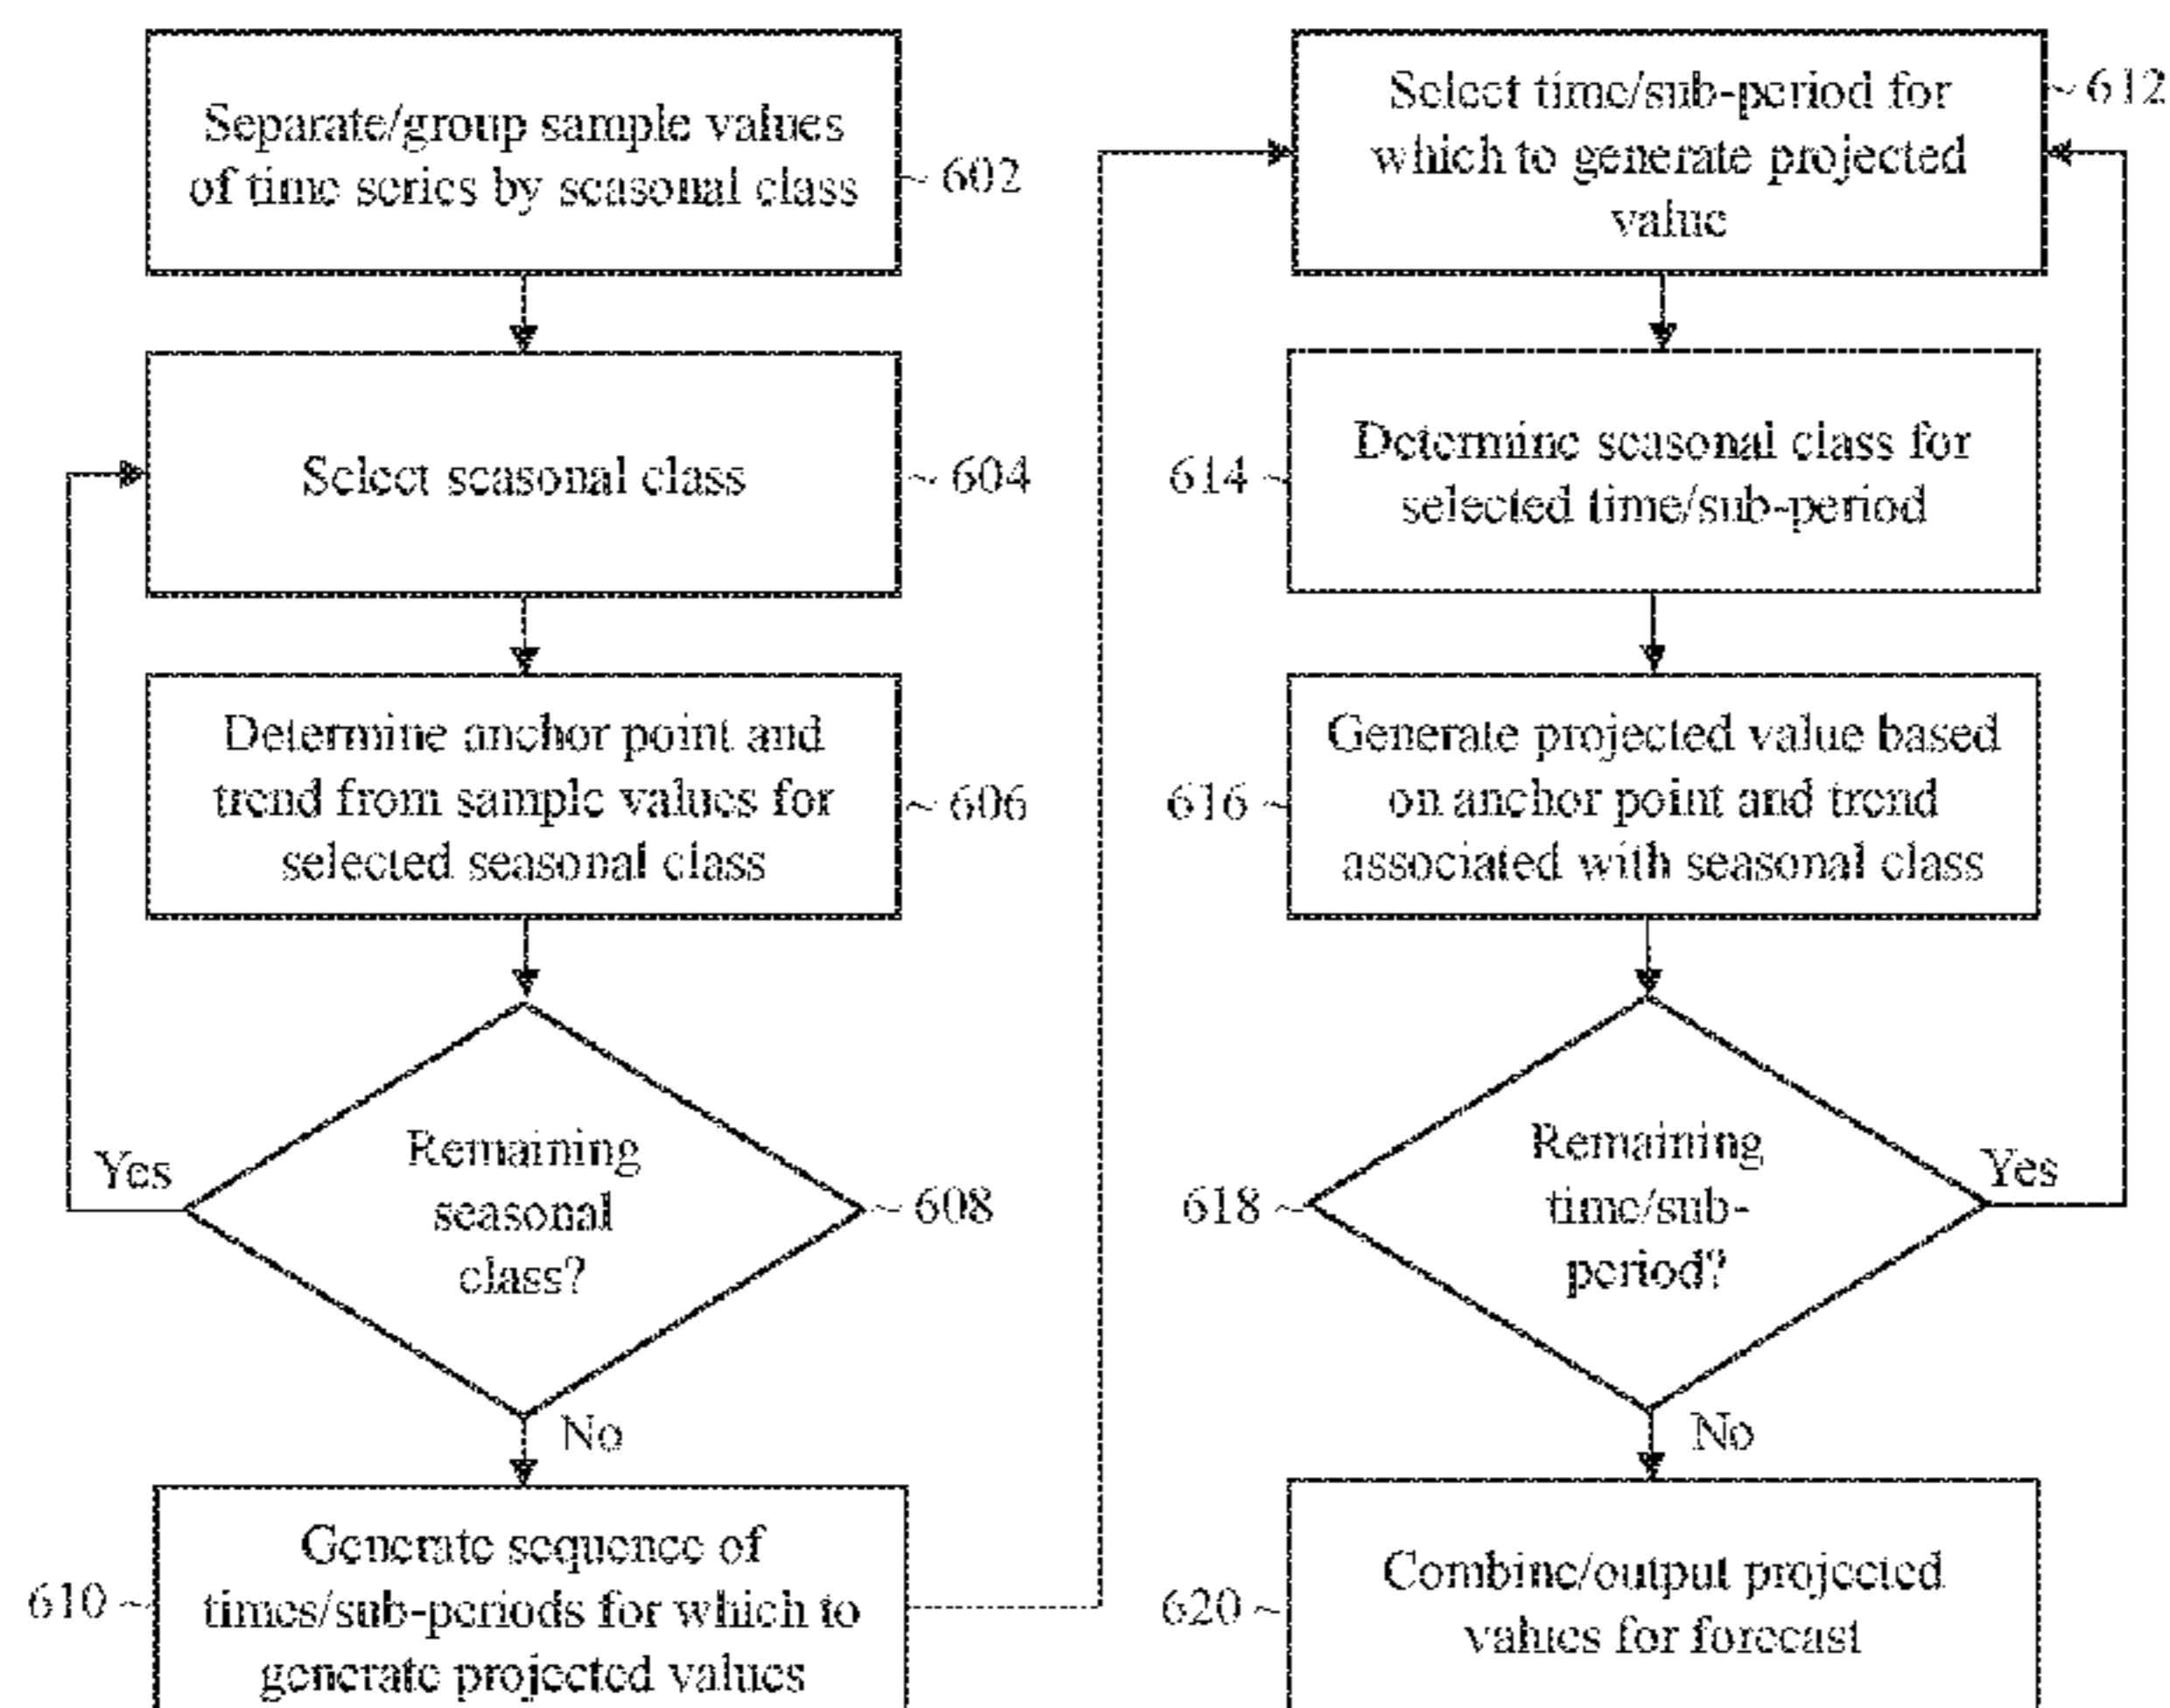 Separate/group sample values
of time series by seasonal class
602
Select seasonal class
604
Determine anchor point and
trend from sample values for
selected seasonal class
606
Remaining
seasonal
class?
608
Yes
No
Generate sequence of
times/sub-periods for which to
generate projected values
610
Select time/sub-period for
which to generate projected
value
612
Determine seasonal class for
selected time/sub-period
614
Generate projected value based
on anchor point and trend
associated with seasonal class
616
Remaining
time/sub-
period?
618
Yes
No
Combine/output projected
values for forecast
620